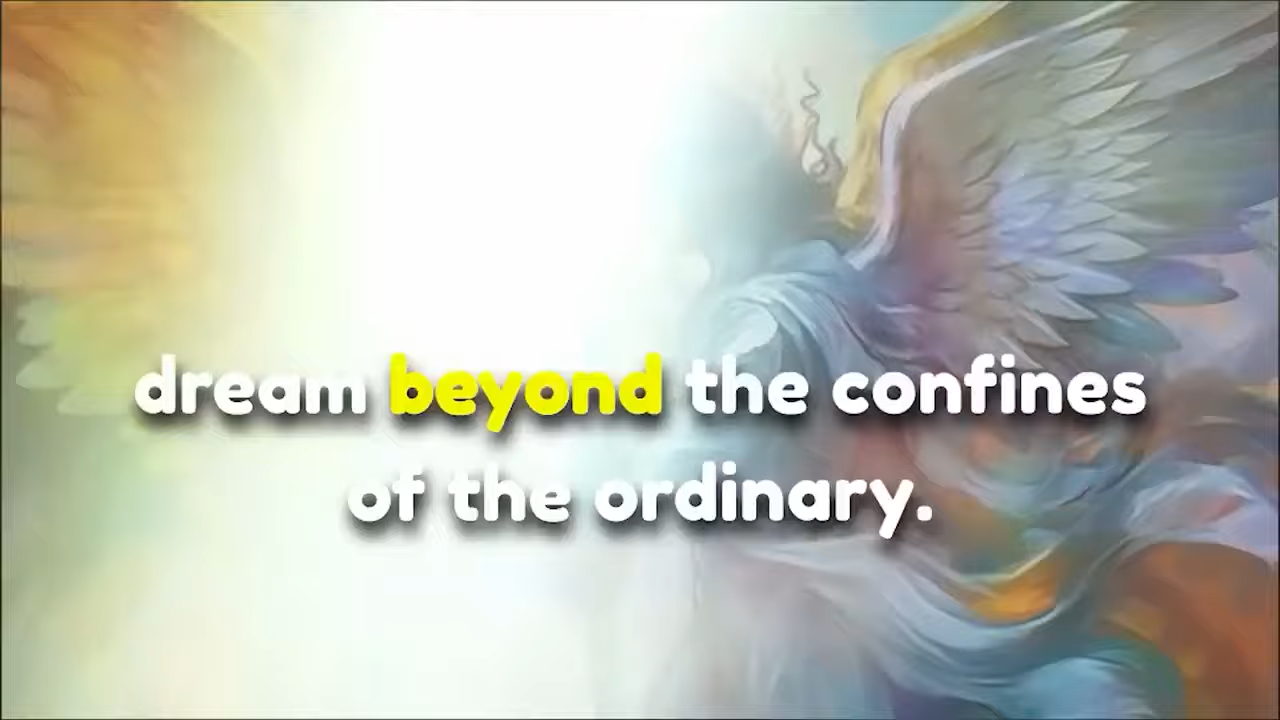 dream beyond the confines
of the ordinary.